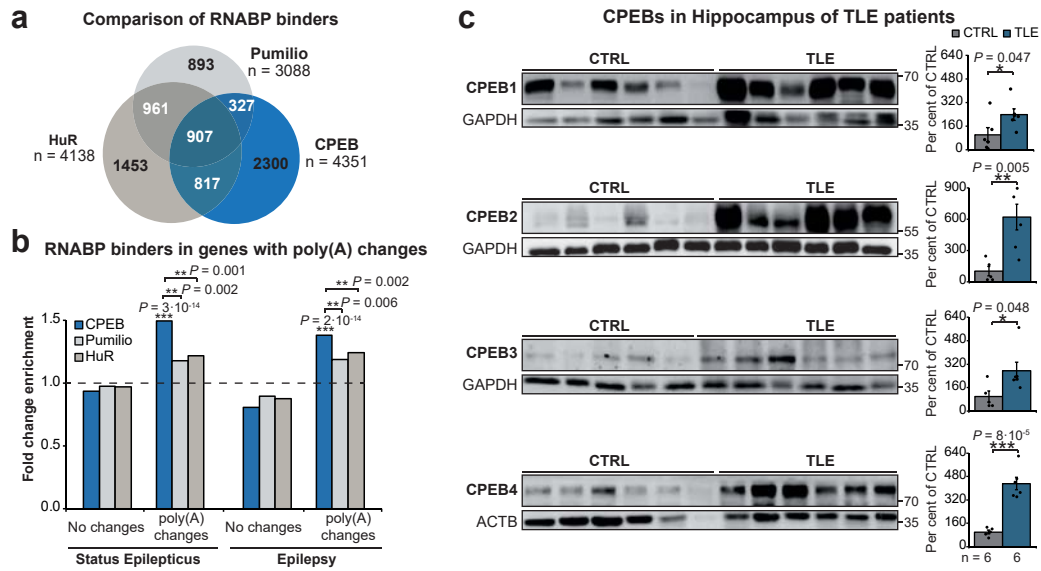 a
Comparison of RNABP binders
893
Pumilio
n = 3088
961
327
907
HuR
n = 4138
1453
2300
CPEB
n = 4351
817
b
RNABP binders in genes with poly(A) changes
** P = 0.001
** P = 0.002
P = 3·10-14
***
** P = 0.002
** P = 0.006
P = 2·10-14
***
Fold change enrichment
1.5
1.0
0.5
0.0
CPEB
Pumilio
HuR
No changes
poly(A) changes
No changes
poly(A) changes
Status Epilepticus
Epilepsy
c
CPEBs in Hippocampus of TLE patients
CTRL TLE
CTRL
TLE
CPEB1
70
GAPDH
35
Per cent of CTRL
640
480
320
160
0
P = 0.047
*
CTRL
TLE
CPEB2
55
GAPDH
35
Per cent of CTRL
900
600
300
0
P = 0.005
**
CTRL
TLE
CPEB3
70
GAPDH
35
Per cent of CTRL
640
480
320
160
0
P = 0.048
*
CTRL
TLE
CPEB4
70
ACTB
35
Per cent of CTRL
640
480
320
160
0
P = 8·10-5
***
n = 6 6